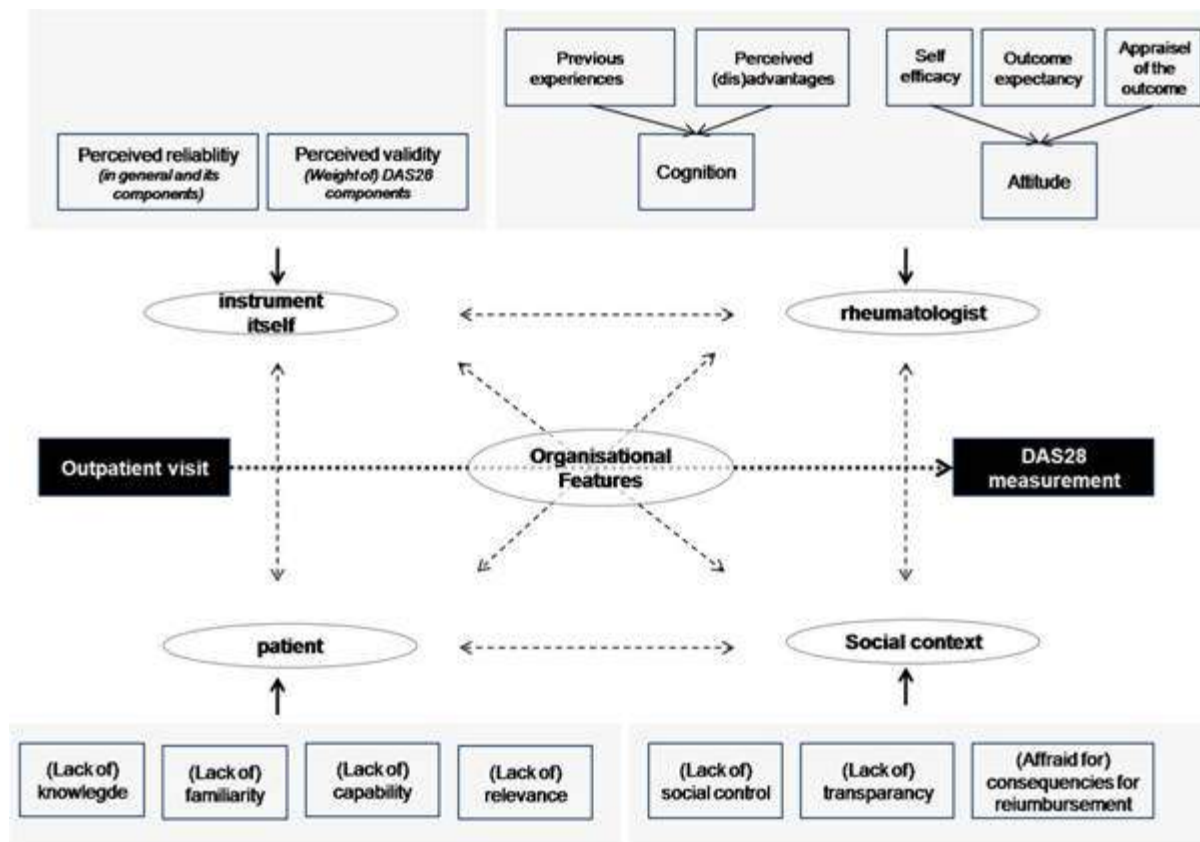 Previous
experiences
Perceived
(dis)advantages
Self
efficacy
Outcome
expectancy
Appraisel
of the
outcome
Perceived reliablitiy
(in general and its
components)
Perceived validity
(Weight of) DAS28
components
Cognition
Attitude
instrument
itself
rheumatologist
Outpatient visit
Organisational
Features
DAS28
measurement
patient
Social context
(Lack of)
knowlegde
(Lack of)
familiarity
(Lack of)
capability
(Lack of)
relevance
(Lack of)
social control
(Lack of)
transparancy
(Affraid for)
consequencies for
reiumbursement